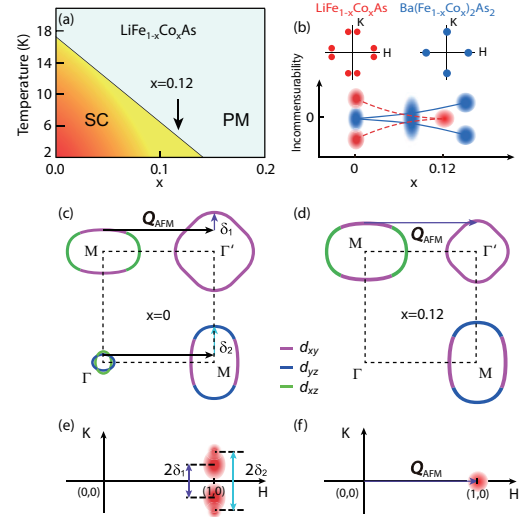 (a)
LiFe1-xCoxAs
Temperature (K)
18
14
10
6
2
x=0.12
SC
PM
0.0
0.1
0.2
x
LiFe1-xCoxAs
Ba(Fe1-xCox)2As2
(b)
K
H
K
H
Incommensurability
0
0
0.12
x
(c)
QAFM
δ1
M
Γ′
x=0
δ2
Γ
M
(d)
QAFM
M
Γ′
x=0.12
Γ
M
dxy
dyz
dxz
(e)
K
2δ1
2δ2
(0,0)
(1,0)
H
(f)
K
QAFM
(0,0)
(1,0)
H